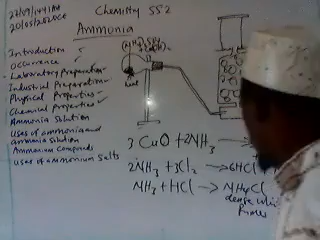 Chemistry SS2
Ammonia
Introduction
Occurrence
Laboratory Preparation
Industrial Preparation
Physical Properties
Chemical Properties
Ammonia Solution
Uses of ammonia and
ammonia solution
Ammonium Compounds
Uses of ammonium Salts
heat
3 CuO + 2NH₃
2NH₃ + 3Cl₂ → 6HCl +
NH₃ + HCl → NH₄Cl
dense white
fumes